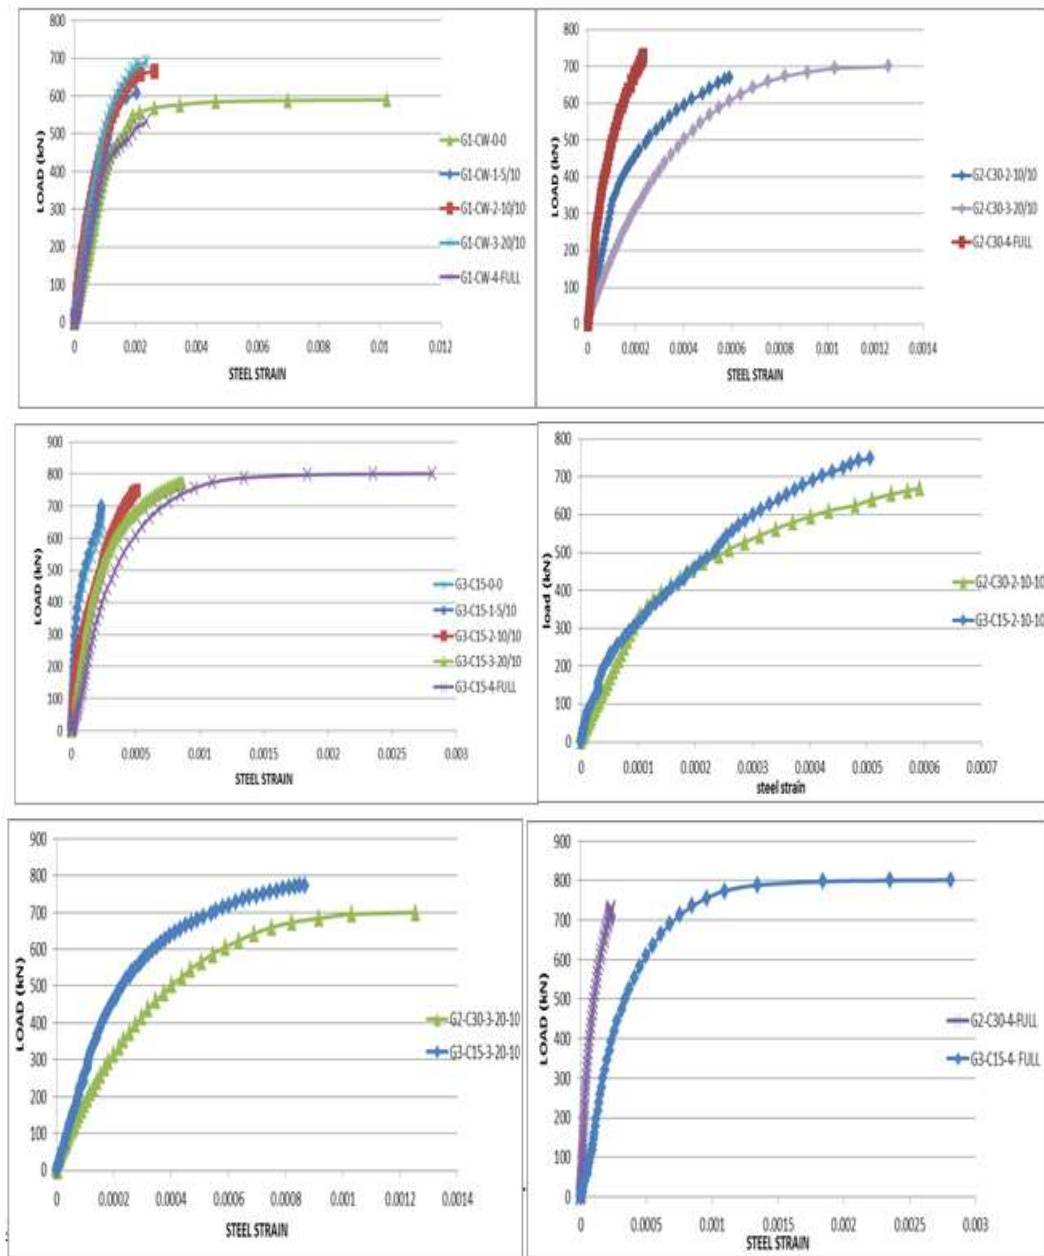 800
700
600
500
400
300
200
100
0
LOAD (kN)
0 0.002 0.004 0.006 0.008 0.01 0.012
STEEL STRAIN
G1-CW-0-0
G1-CW-1-5/10
G1-CW-2-10/10
G1-CW-3-20/10
G1-CW-4-FULL
800
700
600
500
400
300
200
100
0
LOAD (kN)
0 0.0002 0.0004 0.0006 0.0008 0.001 0.0012 0.0014
STEEL STRAIN
G2-C30-2-10/10
G2-C30-3-20/10
G2-C30-4-FULL
900
800
700
600
500
400
300
200
100
0
LOAD (kN)
0 0.0005 0.001 0.0015 0.002 0.0025 0.003
STEEL STRAIN
G3-C15-0-0
G3-C15-1-5/10
G3-C15-2-10/10
G3-C15-3-20/10
G3-C15-4-FULL
800
700
600
500
400
300
200
100
0
load (kN)
0 0.0001 0.0002 0.0003 0.0004 0.0005 0.0006 0.0007
steel strain
G2-C30-2-10-10
G3-C15-2-10-10
900
800
700
600
500
400
300
200
100
0
LOAD (kN)
0 0.0002 0.0004 0.0006 0.0008 0.001 0.0012 0.0014
STEEL STRAIN
G2-C30-3-20-10
G3-C15-3-20-10
900
800
700
600
500
400
300
200
100
0
LOAD (kN)
0 0.0005 0.001 0.0015 0.002 0.0025 0.003
STEEL STRAIN
G2-C30-4-FULL
G3-C15-4- FULL